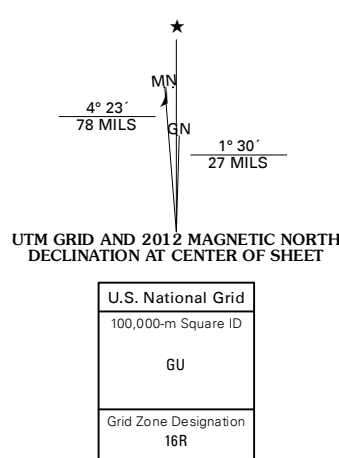 ★
MN
4° 23´
78 MILS
GN
1° 30´
27 MILS
UTM GRID AND 2012 MAGNETIC NORTH
DECLINATION AT CENTER OF SHEET
U.S. National Grid
100,000-m Square ID
GU
Grid Zone Designation
16R